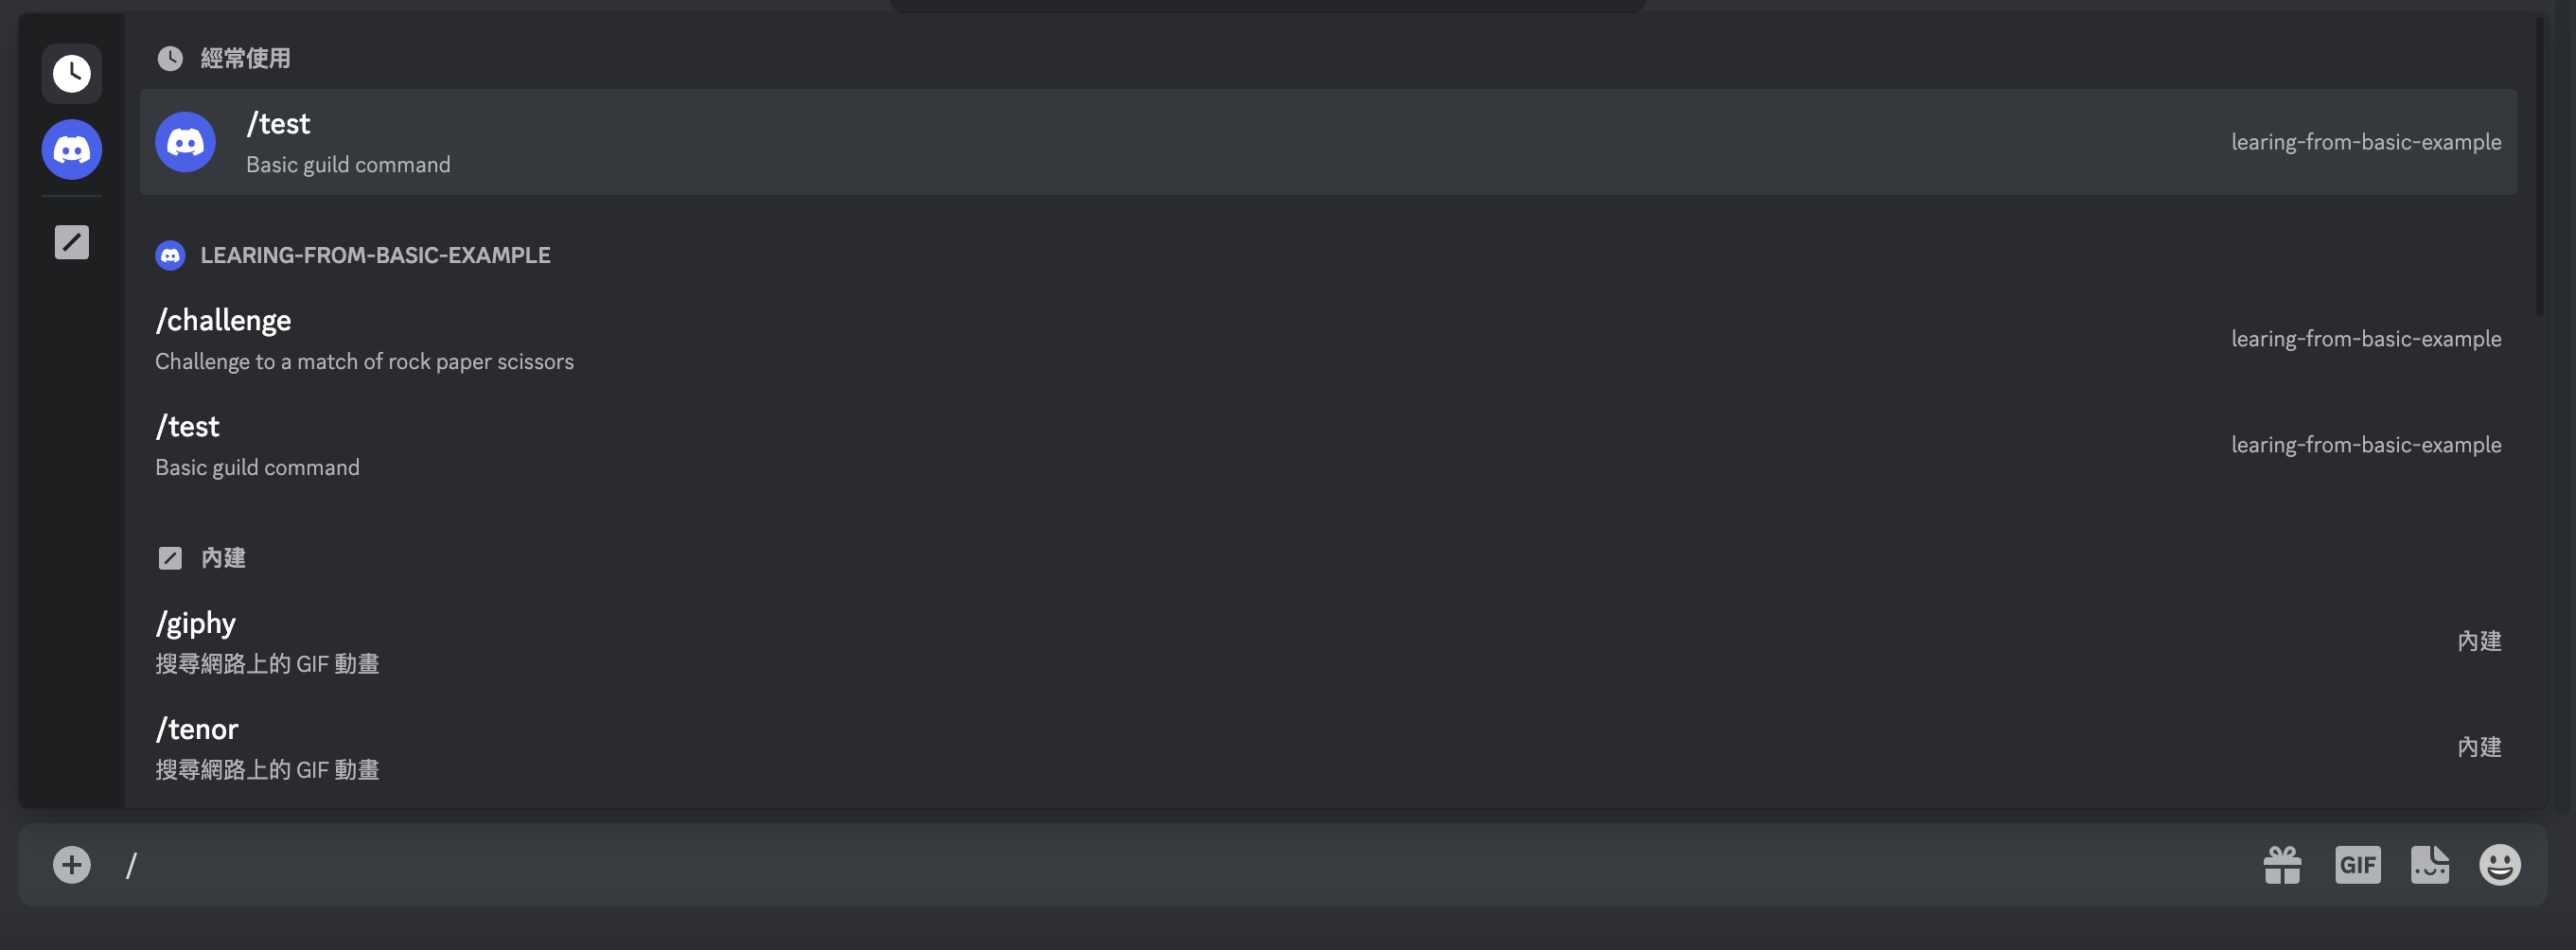 經常使用
/test
Basic guild command
learing-from-basic-example
LEARING-FROM-BASIC-EXAMPLE
/challenge
Challenge to a match of rock paper scissors
learing-from-basic-example
/test
Basic guild command
learing-from-basic-example
內建
/giphy
搜尋網路上的 GIF 動畫
內建
/tenor
搜尋網路上的 GIF 動畫
內建
/
GIF